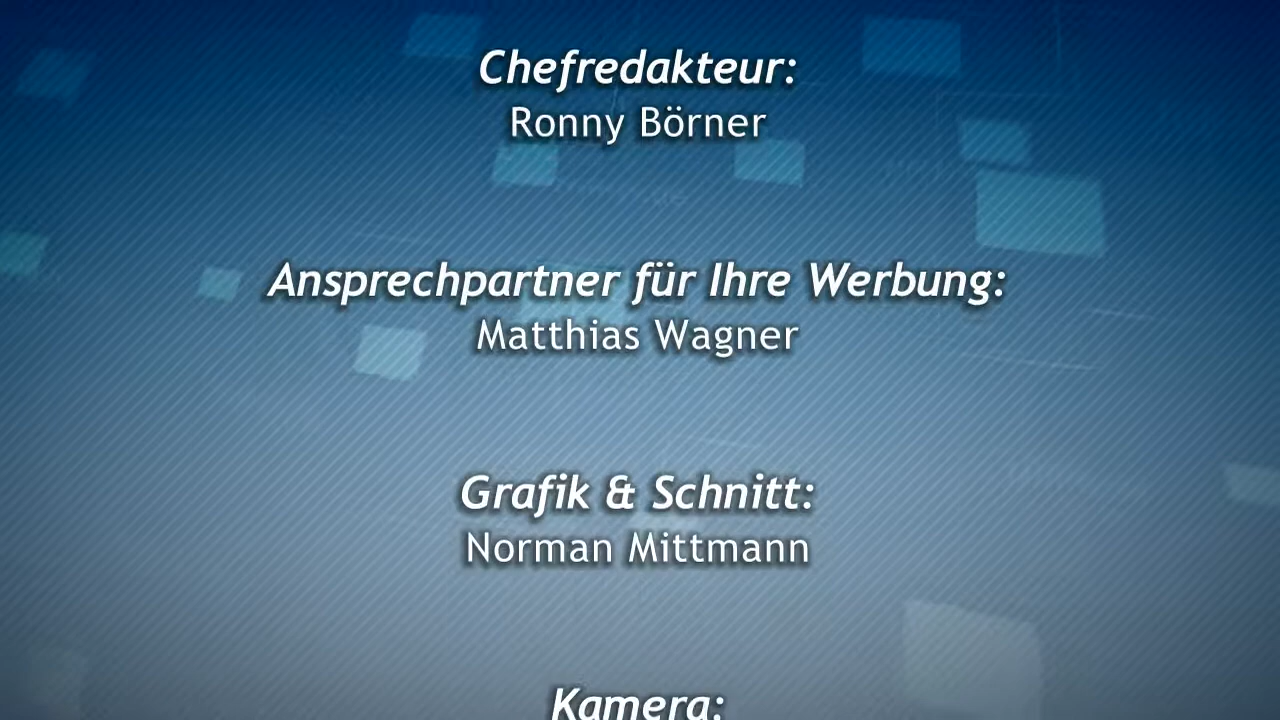 Chefredakteur:
Ronny Börner
Ansprechpartner für Ihre Werbung:
Matthias Wagner
Grafik & Schnitt:
Norman Mittmann
Kamera: